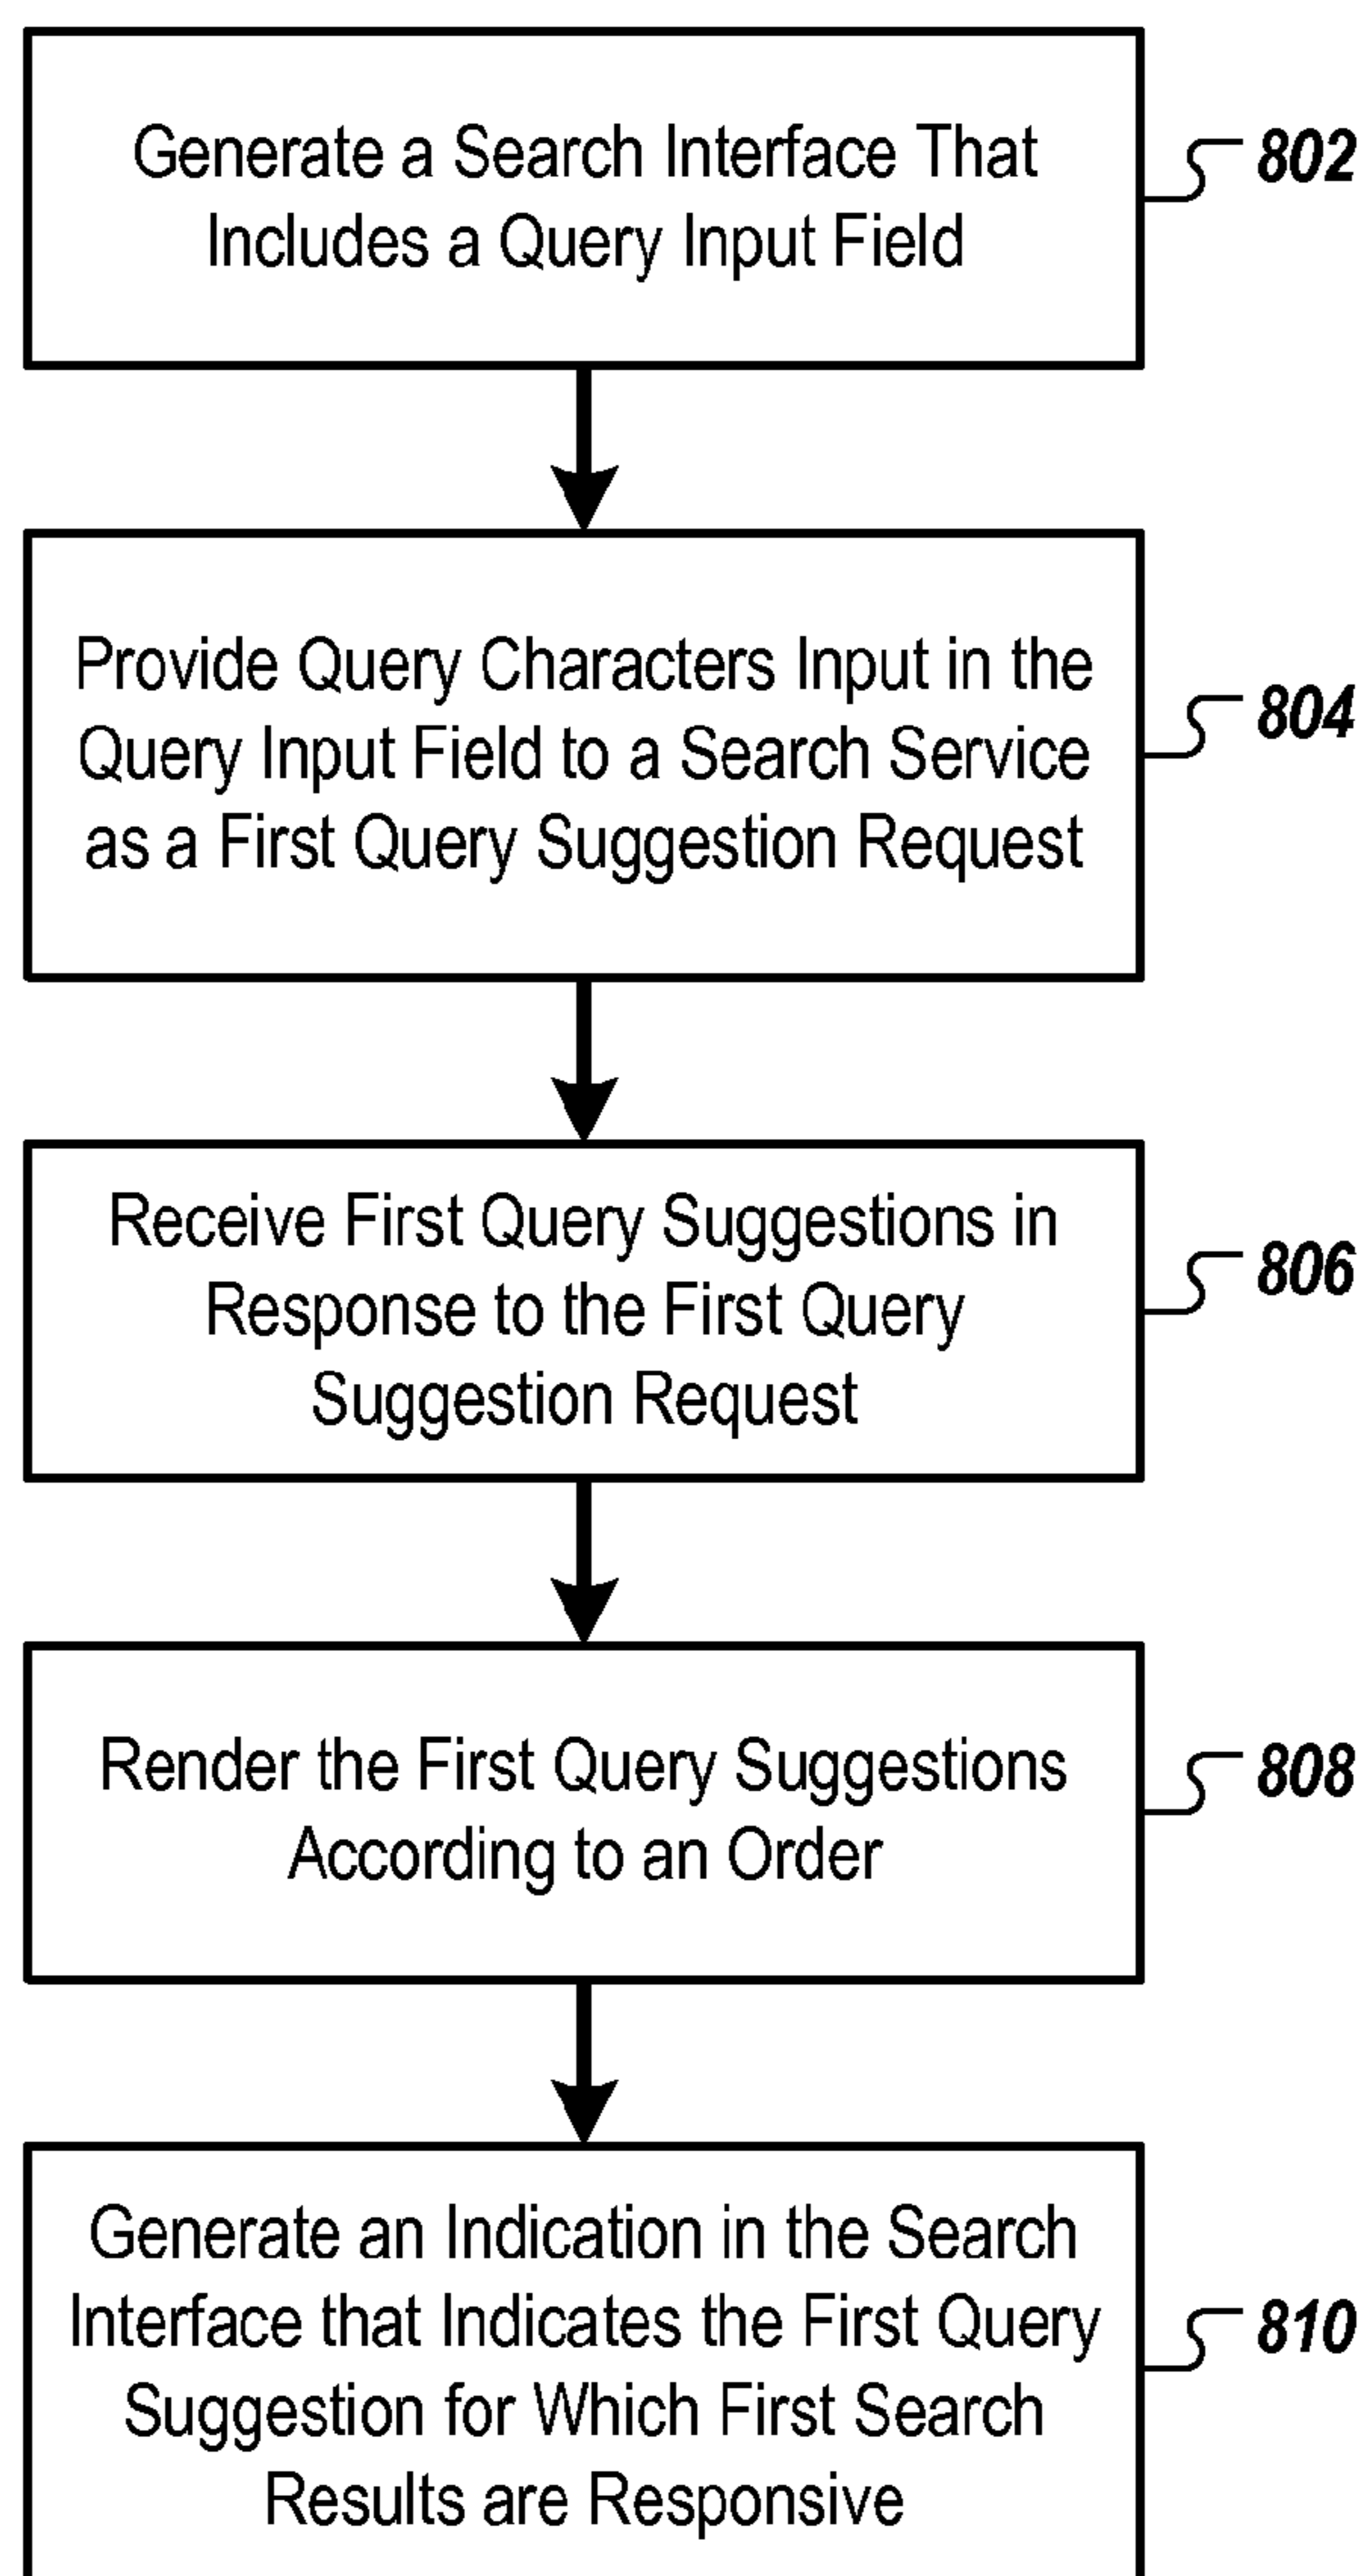 Generate a Search Interface That
Includes a Query Input Field
802
Provide Query Characters Input in the
Query Input Field to a Search Service
as a First Query Suggestion Request
804
Receive First Query Suggestions in
Response to the First Query
Suggestion Request
806
Render the First Query Suggestions
According to an Order
808
Generate an Indication in the Search
Interface that Indicates the First Query
Suggestion for Which First Search
Results are Responsive
810